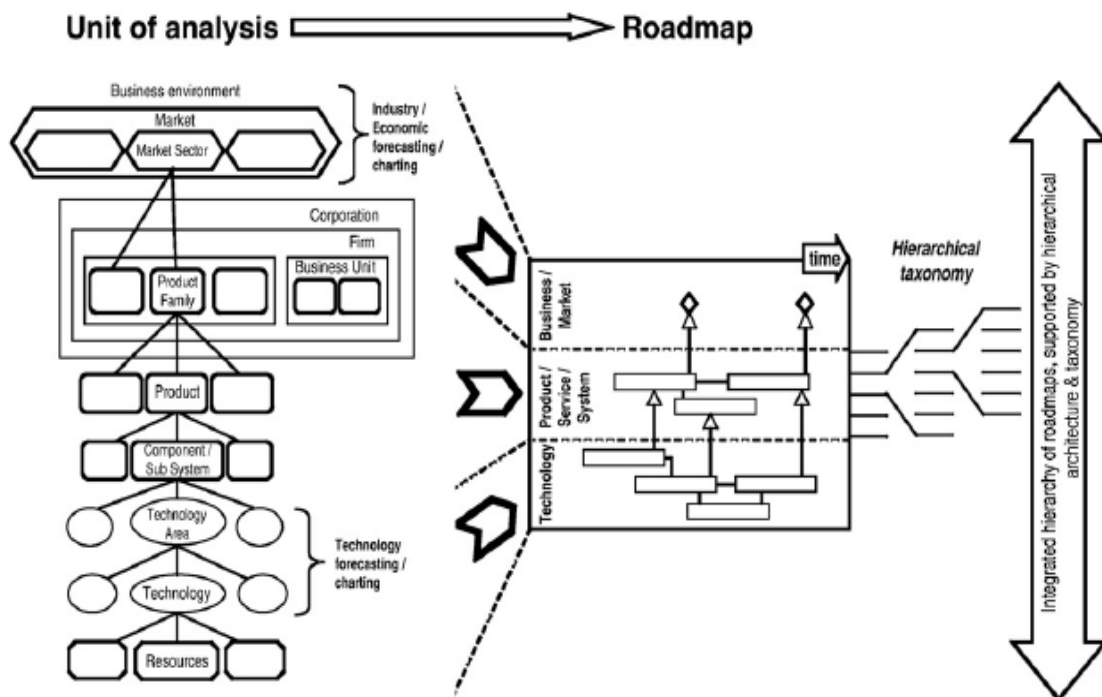 Unit of analysis
Roadmap
Business environment
Market
Market Sector
Industry /
Economic
forecasting /
charting
Corporation
Firm
Business Unit
Product
Family
Product
Component /
Sub System
Technology
Area
Technology
Resources
Technology
forecasting /
charting
time
Business /
Market
Product /
Service /
System
Technology
Hierarchical
taxonomy
Integrated hierarchy of roadmaps, supported by hierarchical
architecture & taxonomy